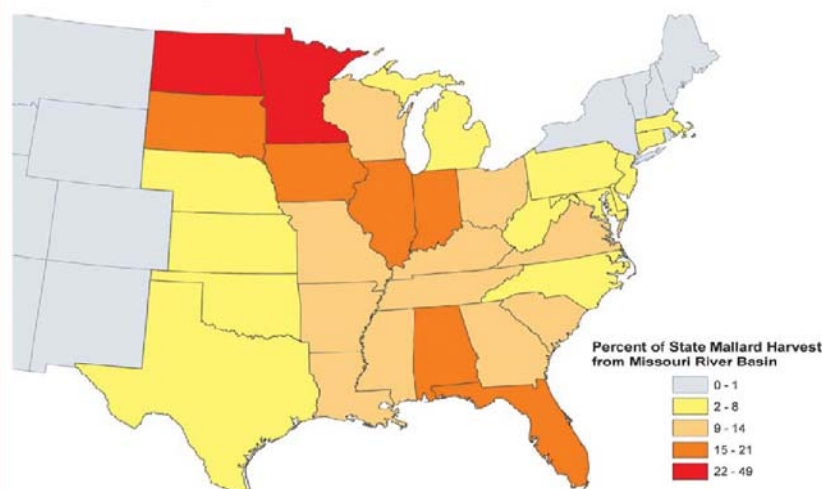 Percent of State Mallard Harvest
from Missouri River Basin
0 - 1
2 - 8
9 - 14
15 - 21
22 - 49